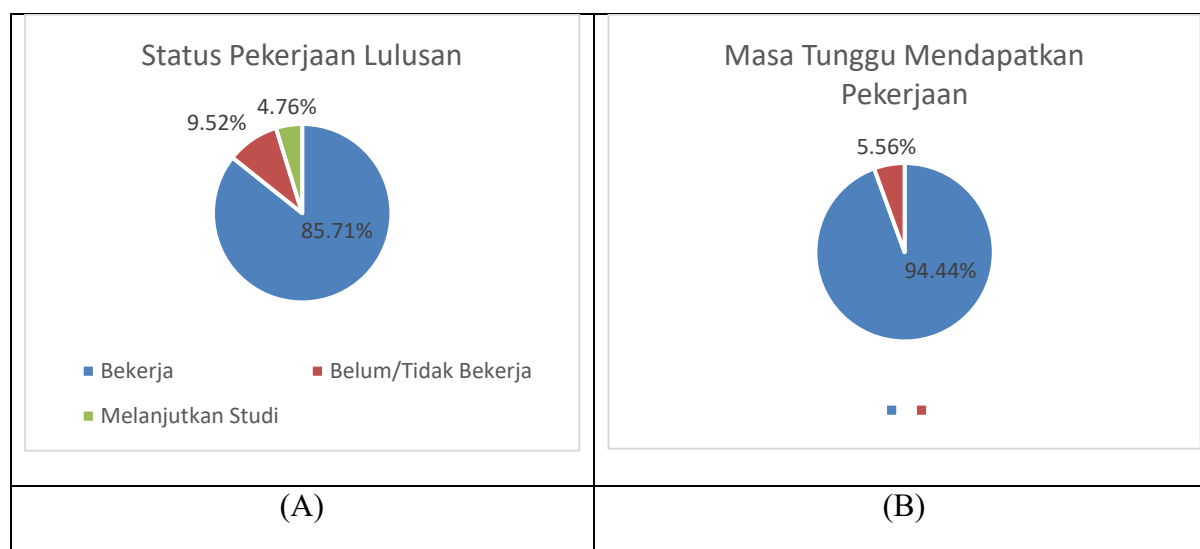 Status Pekerjaan Lulusan
4.76%
9.52%
85.71%
Bekerja
Belum/Tidak Bekerja
Melanjutkan Studi
(A)
Masa Tunggu Mendapatkan
Pekerjaan
5.56%
94.44%
(B)